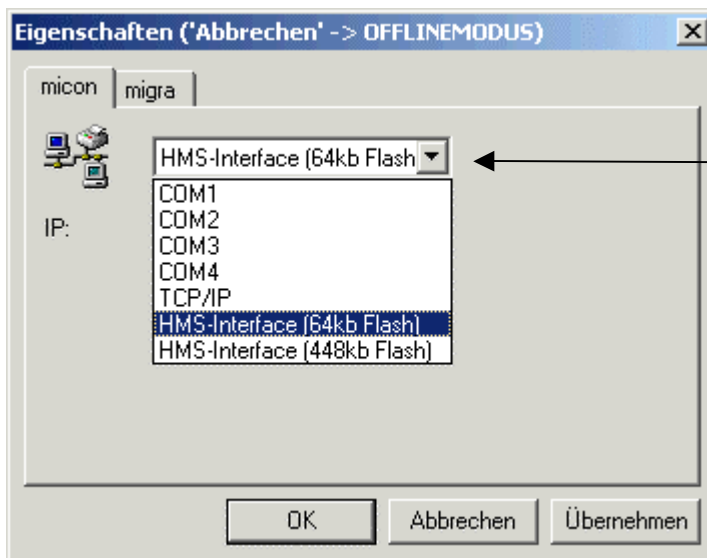 Eigenschaften ('Abbrechen' -> OFFLINEMODUS)
micon
migra
HMS-Interface (64kb Flash
IP:
COM1
COM2
COM3
COM4
TCP/IP
HMS-Interface (64kb Flash)
HMS-Interface (448kb Flash)
OK
Abbrechen
Übernehmen